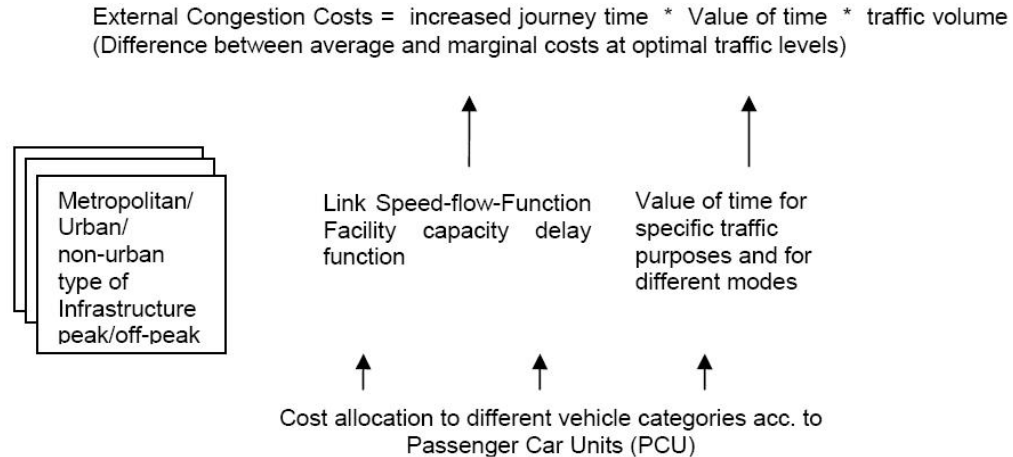 External Congestion Costs = increased journey time * Value of time * traffic volume
(Difference between average and marginal costs at optimal traffic levels)
Metropolitan/
Urban/
non-urban
type of
Infrastructure
peak/off-peak
Link Speed-flow-Function
Facility capacity delay
function
Value of time for
specific traffic
purposes and for
different modes
Cost allocation to different vehicle categories acc. to
Passenger Car Units (PCU)